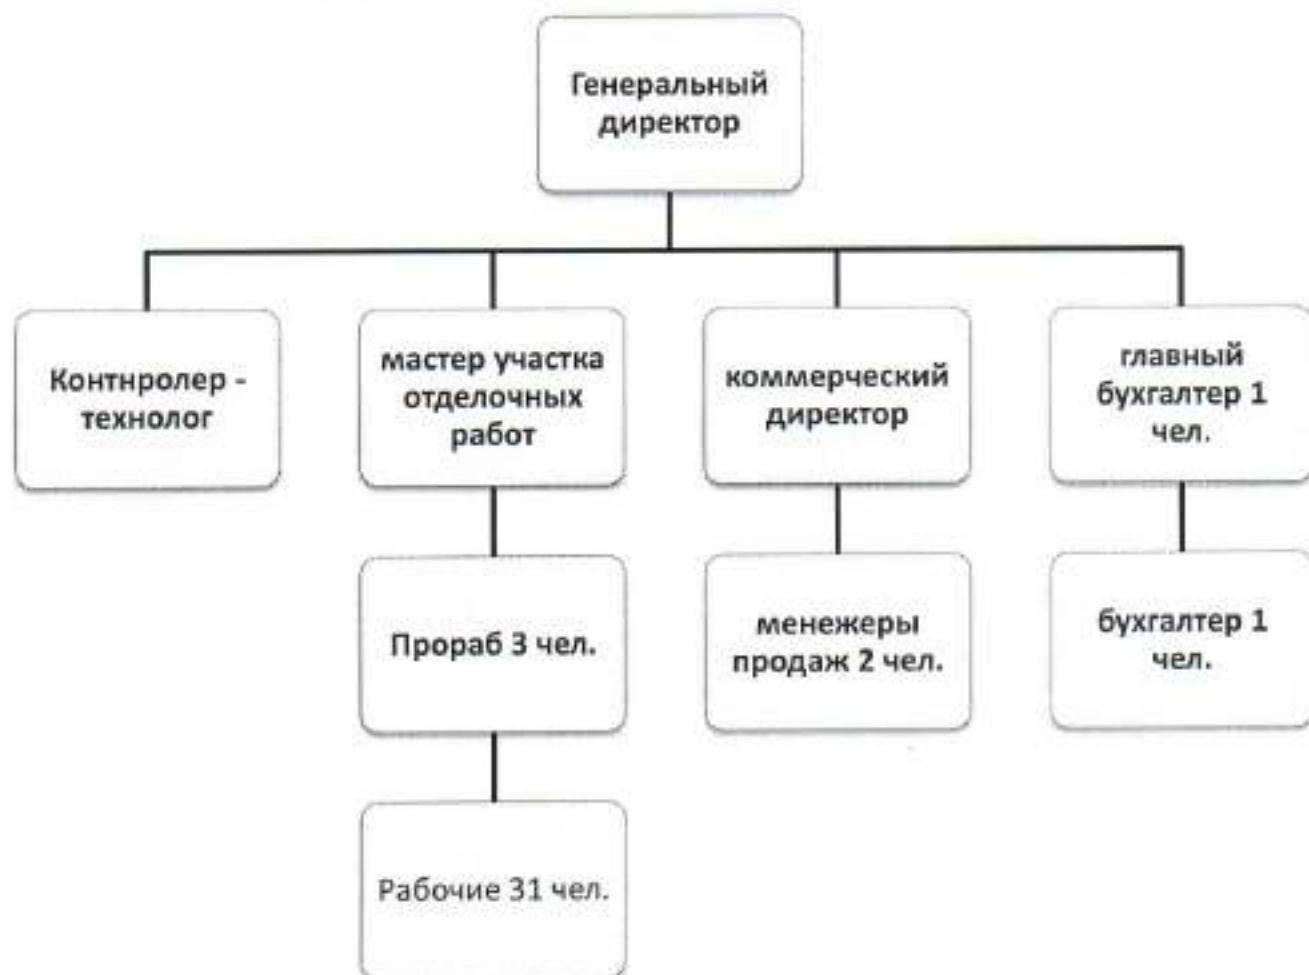 Генеральный
директор
Контнролер -
технолог
мастер участка
отделочных
работ
коммерческий
директор
главный
бухгалтер 1
чел.
Прораб 3 чел.
менежеры
продаж 2 чел.
бухгалтер 1
чел.
Рабочие 31 чел.